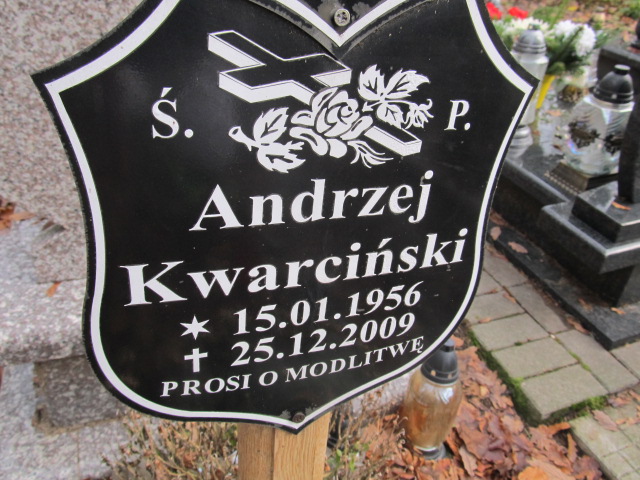 Ś. P.
Andrzej
Kwarciński
* 15.01.1956
† 25.12.2009
PROSI O MODLITWĘ